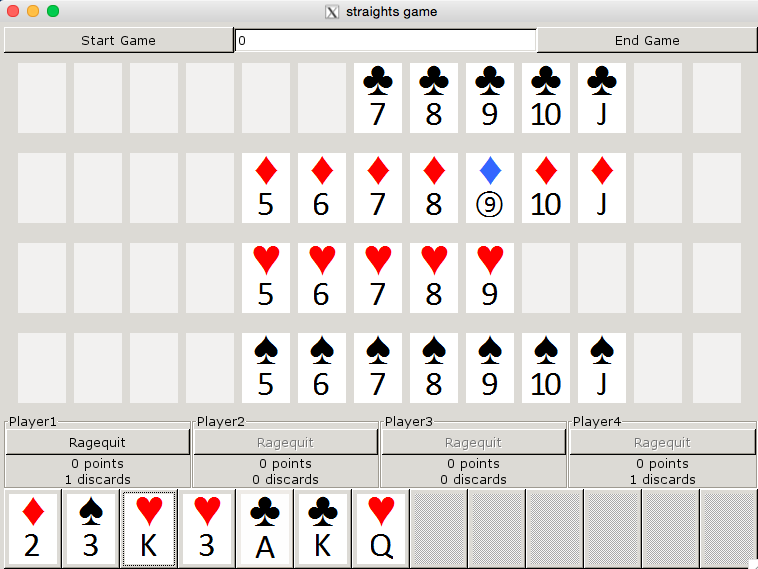 straights game
Start Game 0 End Game
7 8 9 10 J
5 6 7 8 9 10 J
5 6 7 8 9
5 6 7 8 9 10 J
Player1 Player2 Player3 Player4
Ragequit Ragequit Ragequit Ragequit
0 points 0 points 0 points 0 points
1 discards 0 discards 0 discards 1 discards
2 3 K 3 A K Q